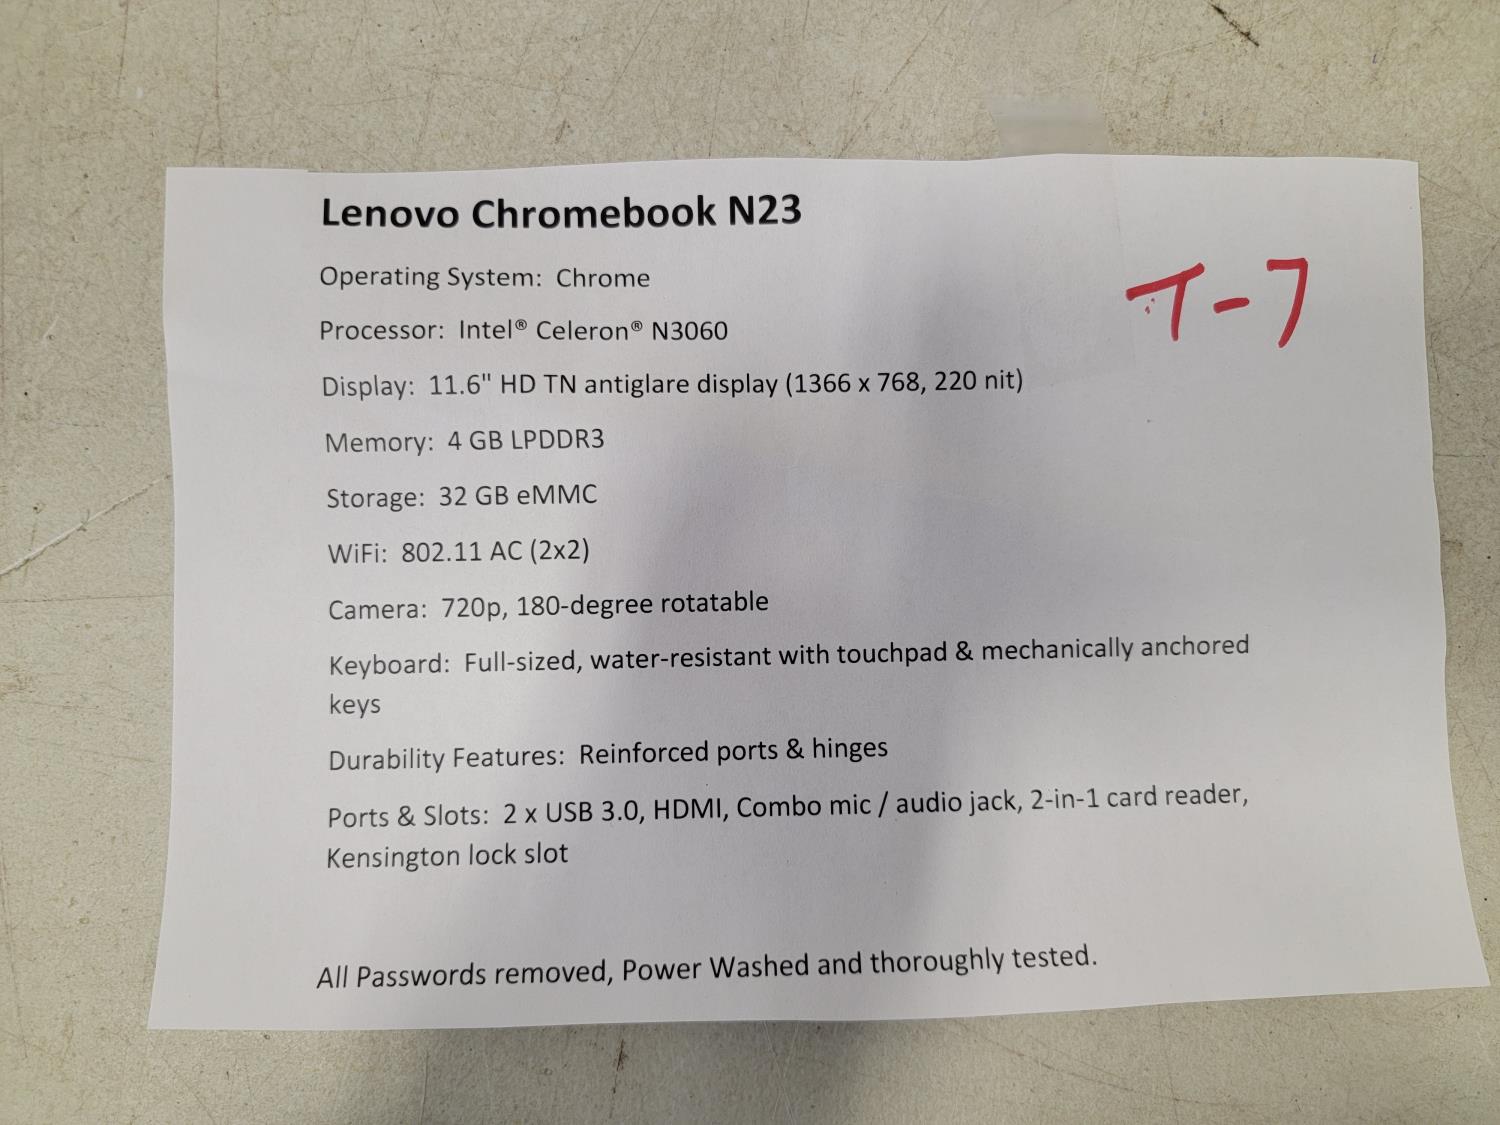 Lenovo Chromebook N23
T-7
Operating System: Chrome
Processor: Intel® Celeron® N3060
Display: 11.6" HD TN antiglare display (1366 x 768, 220 nit)
Memory: 4 GB LPDDR3
Storage: 32 GB eMMC
WiFi: 802.11 AC (2x2)
Camera: 720p, 180-degree rotatable
Keyboard: Full-sized, water-resistant with touchpad & mechanically anchored
keys
Durability Features: Reinforced ports & hinges
Ports & Slots: 2 x USB 3.0, HDMI, Combo mic / audio jack, 2-in-1 card reader,
Kensington lock slot
All Passwords removed, Power Washed and thoroughly tested.